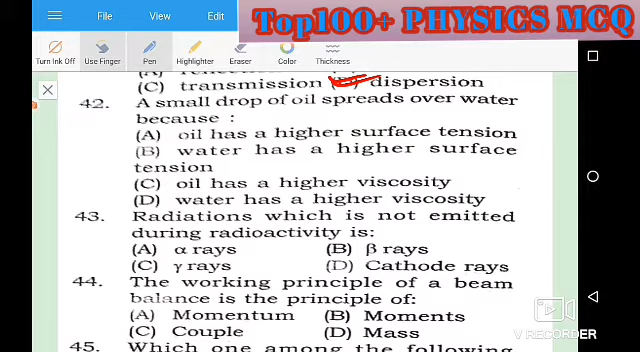 File View Edit
Top100+ PHYSICS MCQ
Turn Ink Off Use Finger Pen Highlighter Eraser Color Thickness
(C) transmission (D) dispersion
42. A small drop of oil spreads over water
because :
(A) oil has a higher surface tension
(B) water has a higher surface
tension
(C) oil has a higher viscosity
(D) water has a higher viscosity
43. Radiations which is not emitted
during radioactivity is:
(A) α rays (B) β rays
(C) γ rays (D) Cathode rays
44. The working principle of a beam
balance is the principle of:
(A) Momentum (B) Moments
(C) Couple (D) Mass
45. Which one among the following
V RECORDER